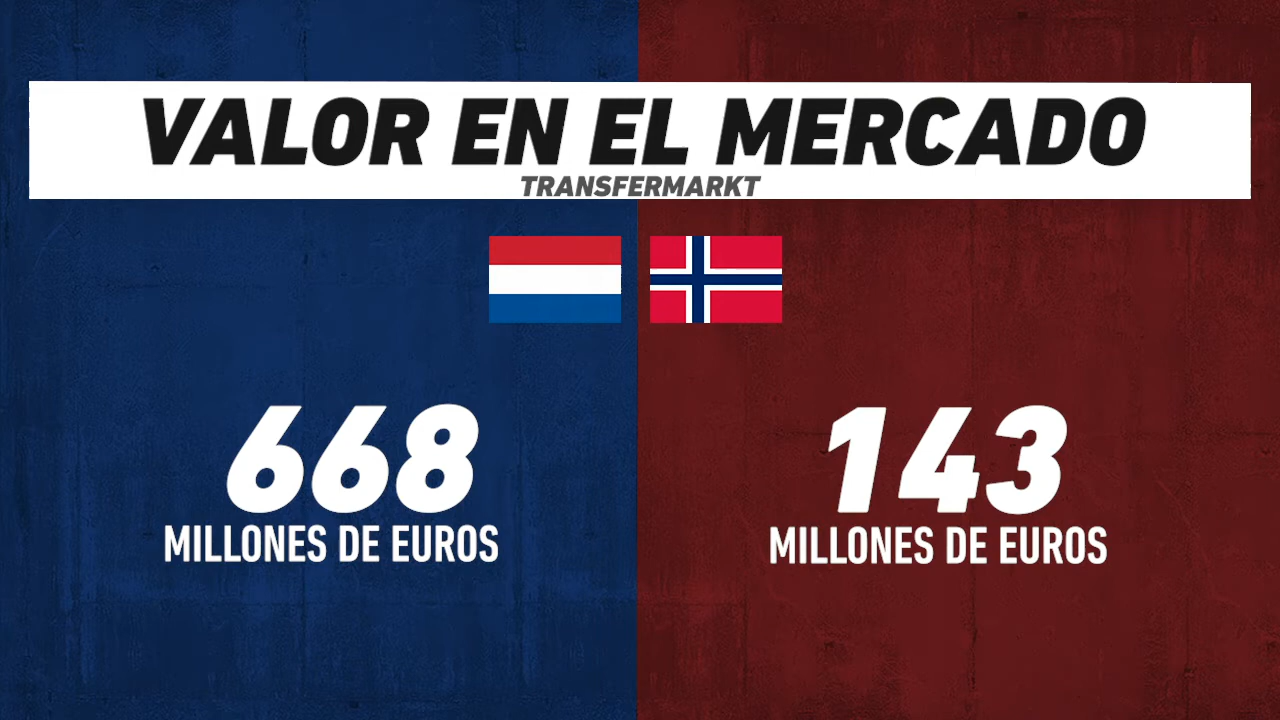 VALOR EN EL MERCADO
TRANSFERMARKT
668
MILLONES DE EUROS
143
MILLONES DE EUROS